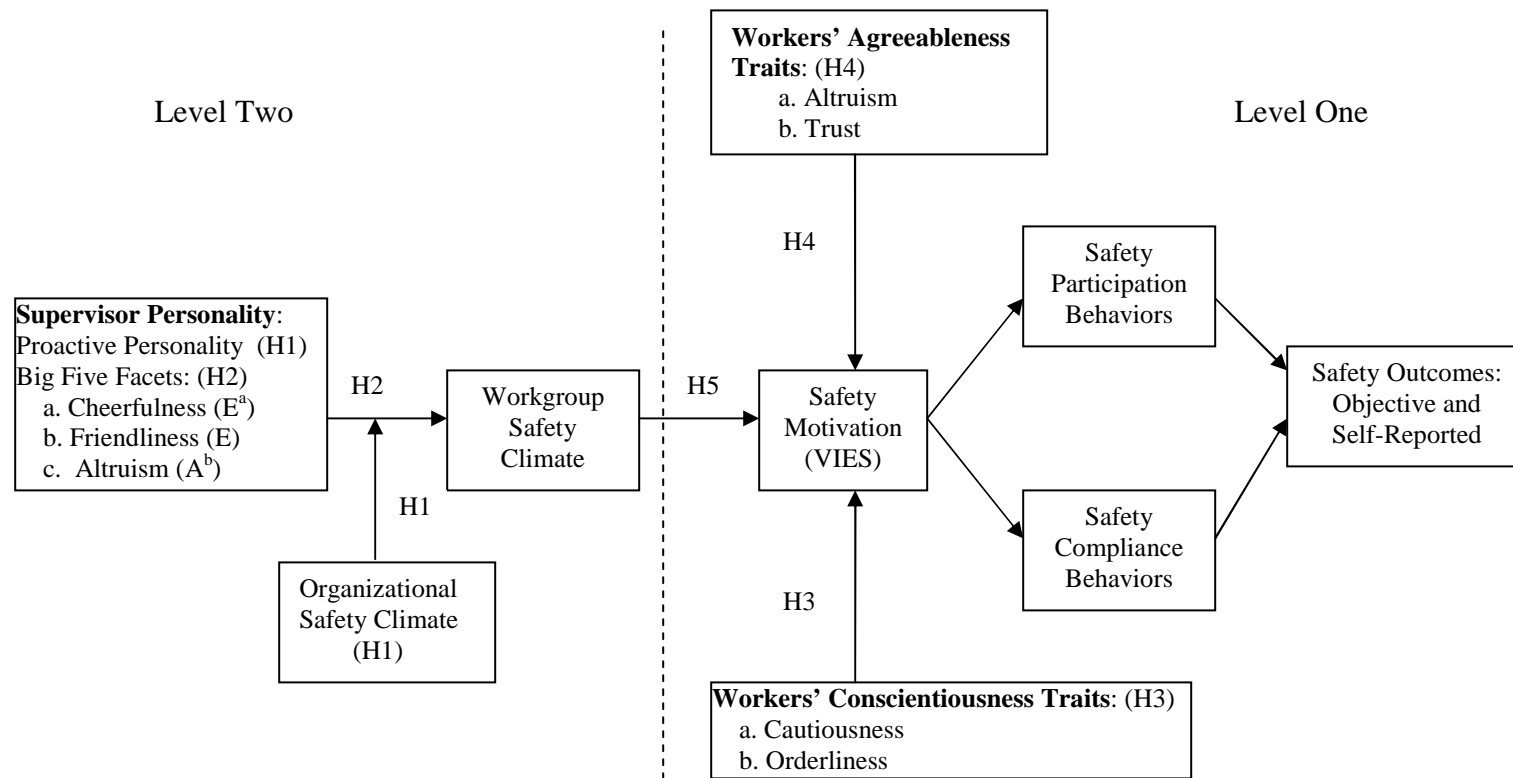 Level Two
Workers’ Agreeableness
Traits: (H4)
a. Altruism
b. Trust
Level One
H4
Supervisor Personality:
Proactive Personality (H1)
Big Five Facets: (H2)
a. Cheerfulness (Eᵃ)
b. Friendliness (E)
c. Altruism (Aᵇ)
H2
H1
Organizational
Safety Climate
(H1)
Workgroup
Safety
Climate
H5
Safety
Motivation
(VIES)
Safety
Participation
Behaviors
Safety
Compliance
Behaviors
Safety Outcomes:
Objective and
Self-Reported
H3
Workers’ Conscientiousness Traits: (H3)
a. Cautiousness
b. Orderliness